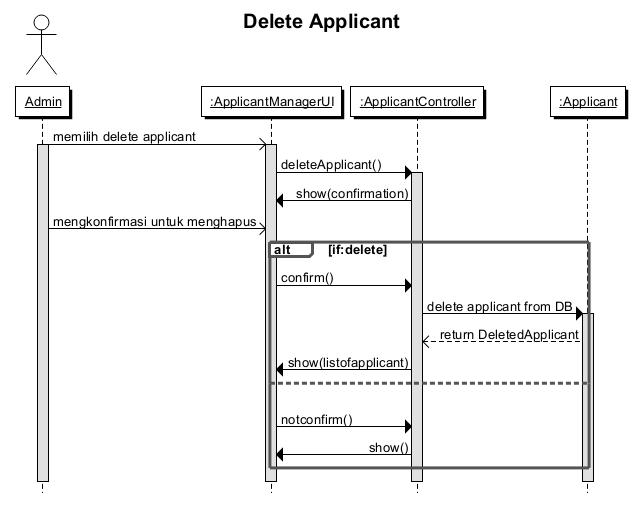 Delete Applicant
Admin
:ApplicantManagerUI
:ApplicantController
:Applicant
memilih delete applicant
deleteApplicant()
show(confirmation)
mengkonfirmasi untuk menghapus
alt
[if:delete]
confirm()
delete applicant from DB
return DeletedApplicant
show(listofapplicant)
notconfirm()
show()